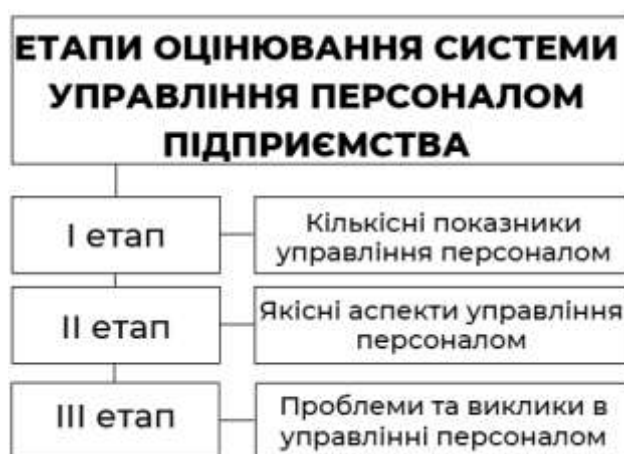 ЕТАПИ ОЦІНЮВАННЯ СИСТЕМИ
УПРАВЛІННЯ ПЕРСОНАЛОМ
ПІДПРИЄМСТВА
І етап
Кількісні показники
управління персоналом
ІІ етап
Якісні аспекти управління
персоналом
ІІІ етап
Проблеми та виклики в
управлінні персоналом